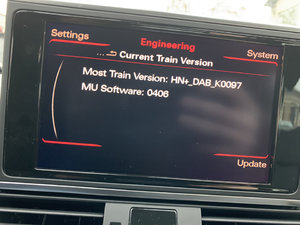 Engineering
Settings
System
... Current Train Version
Most Train Version: HN+_DAB_K0097
MU Software: 0406
Update